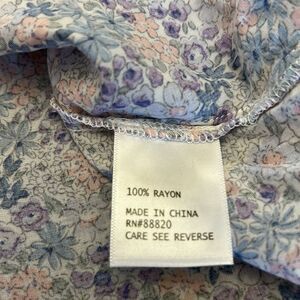 100% RAYON
MADE IN CHINA
RN#88820
CARE SEE REVERSE